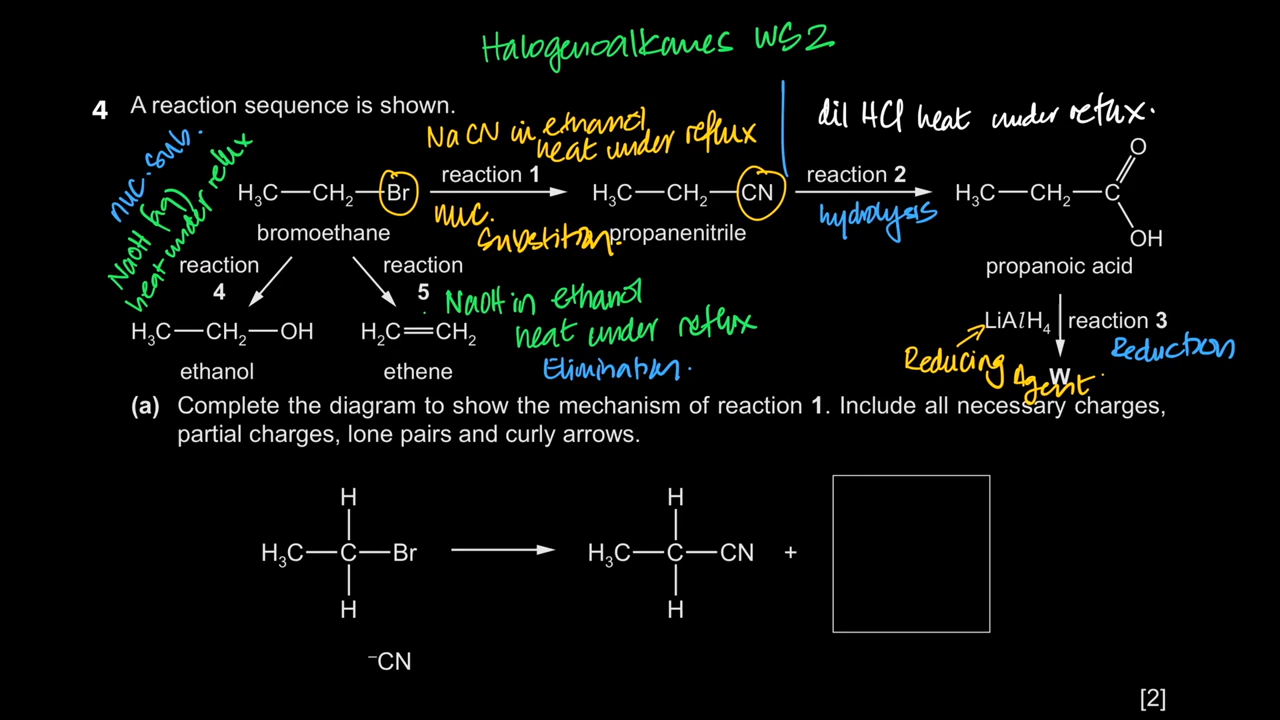 Halogenoalkanes WS2
4 A reaction sequence is shown.
NaCN in ethanol
heat under reflux
dil HCl heat under reflux.
nuc. sub.
NaOH (aq)
heat under reflux
H₃C—CH₂—Br
reaction 1
H₃C—CH₂—CN
reaction 2
H₃C—CH₂—C
O
OH
nuc.
substition.
hydrolysis
bromoethane
propanenitrile
propanoic acid
reaction
4
reaction
5
NaOH in ethanol
heat under reflux
Elimination.
LiAlH₄
reaction 3
Reduction
Reducing Agent.
W
H₃C—CH₂—OH
H₂C=CH₂
ethanol
ethene
(a) Complete the diagram to show the mechanism of reaction 1. Include all necessary charges,
partial charges, lone pairs and curly arrows.
H
H
H₃C—C—Br
H₃C—C—CN +
H
H
⁻CN
[2]